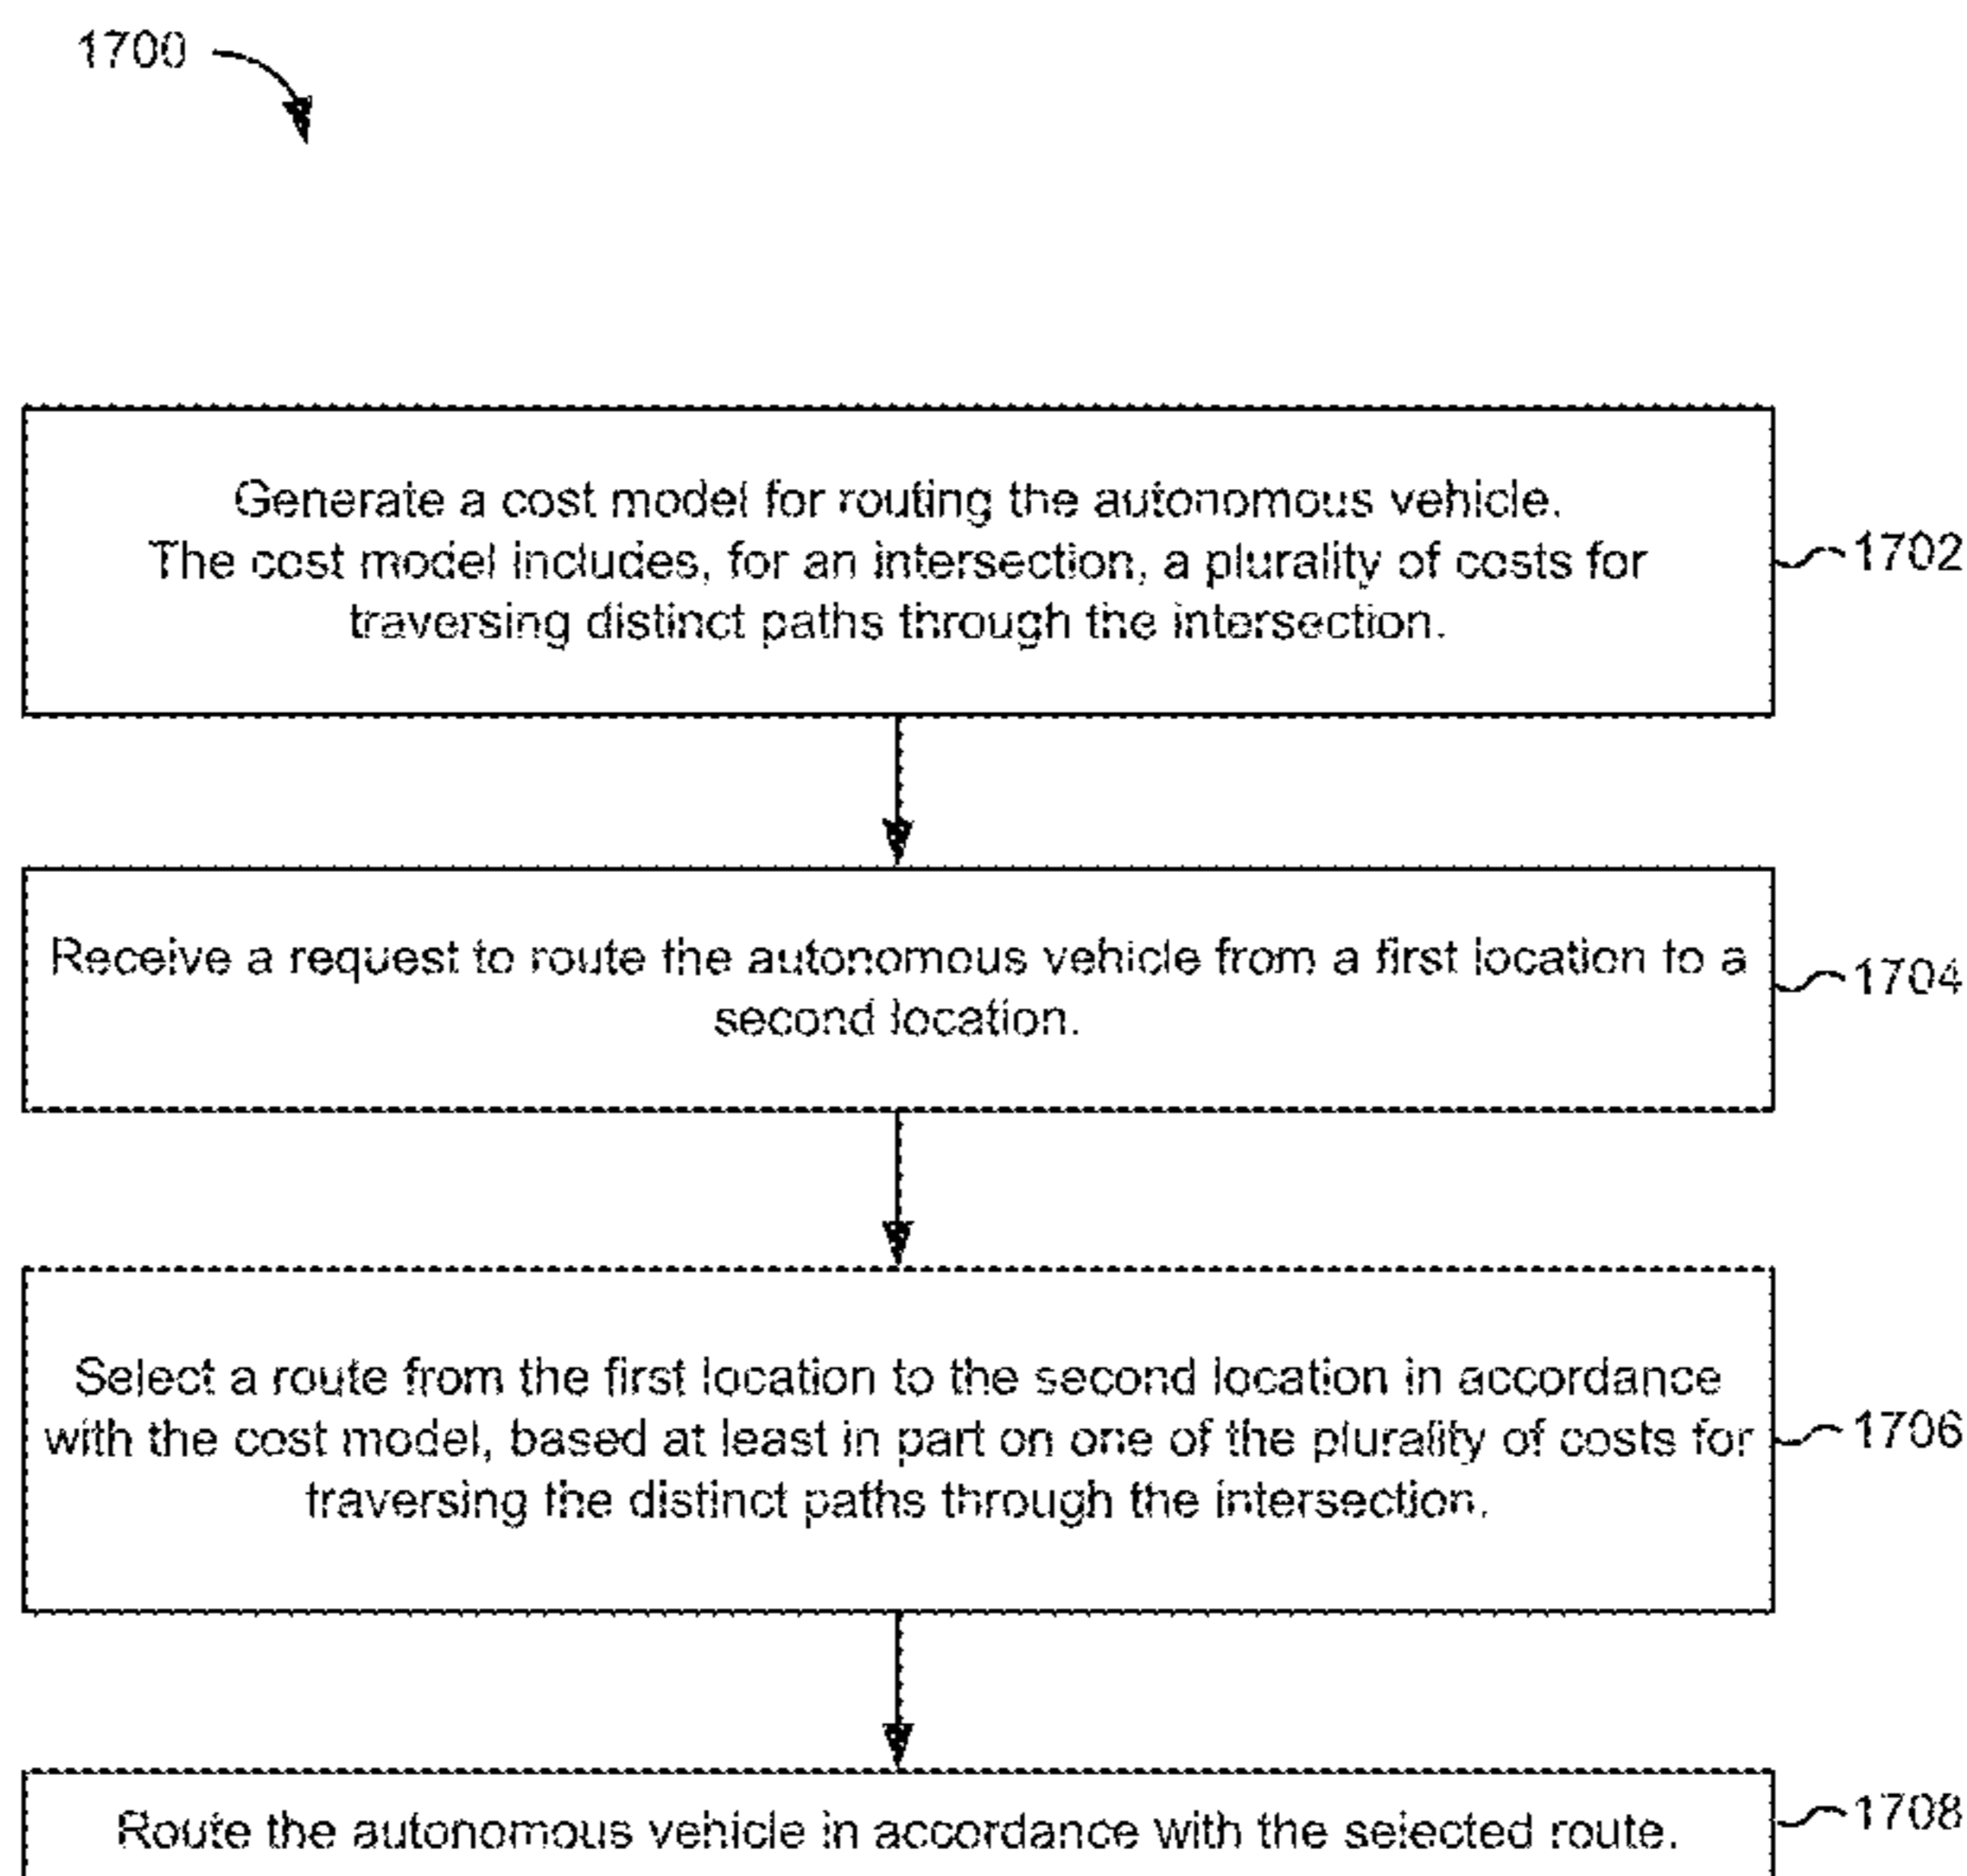 1700
Generate a cost model for routing the autonomous vehicle.
The cost model includes, for an intersection, a plurality of costs for
traversing distinct paths through the intersection.
1702
Receive a request to route the autonomous vehicle from a first location to a
second location.
1704
Select a route from the first location to the second location in accordance
with the cost model, based at least in part on one of the plurality of costs for
traversing the distinct paths through the intersection.
1706
Route the autonomous vehicle in accordance with the selected route.
1708